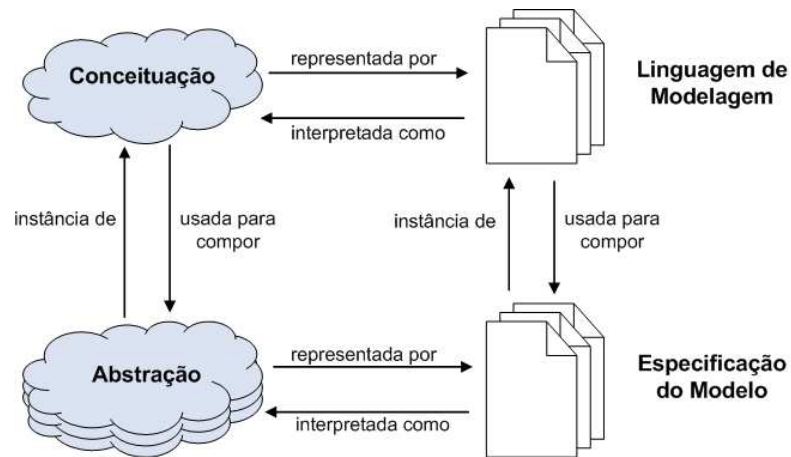 Conceituação
representada por
Linguagem de
Modelagem
interpretada como
instância de
usada para
compor
instância de
usada para
compor
Abstração
representada por
Especificação
do Modelo
interpretada como